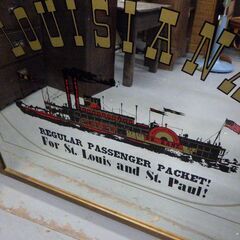 LOUISIANA
REGULAR PASSENGER PACKET!
For St. Louis and St. Paul!